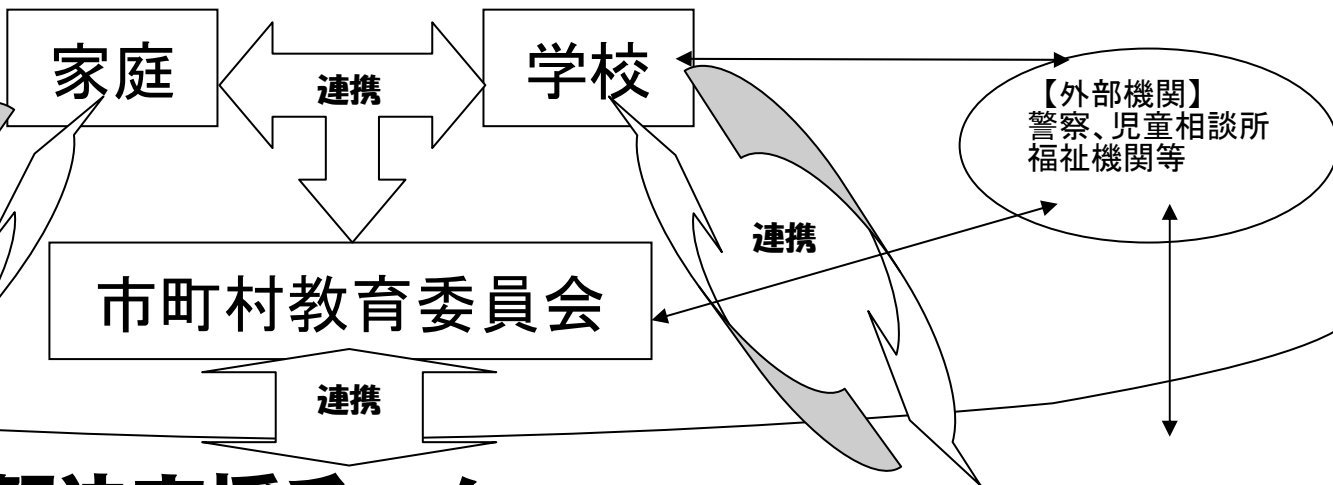 家庭
連携
学校
【外部機関】
警察、児童相談所
福祉機関等
連携
市町村教育委員会
連携